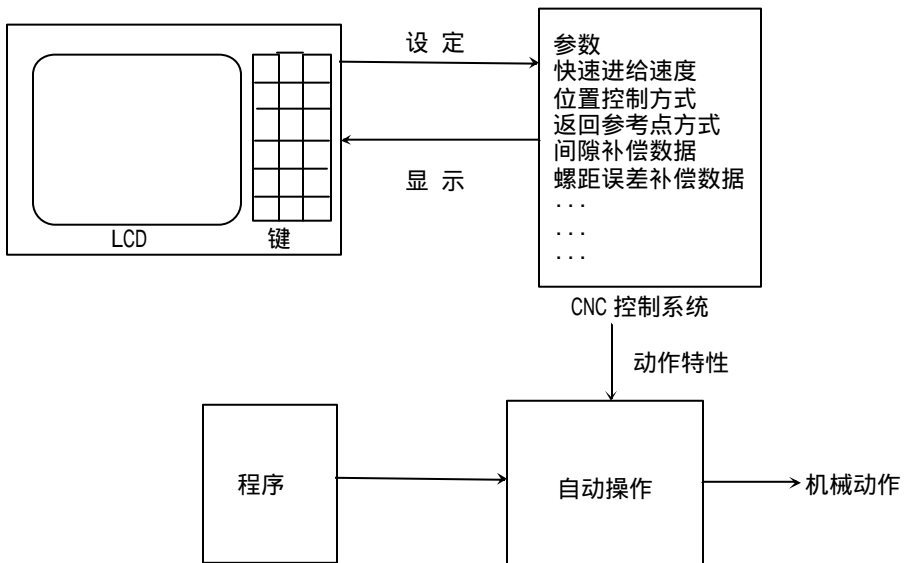 设 定
显 示
LCD
键
参数
快速进给速度
位置控制方式
返回参考点方式
间隙补偿数据
螺距误差补偿数据
...
...
...
CNC 控制系统
动作特性
程序
自动操作
机械动作